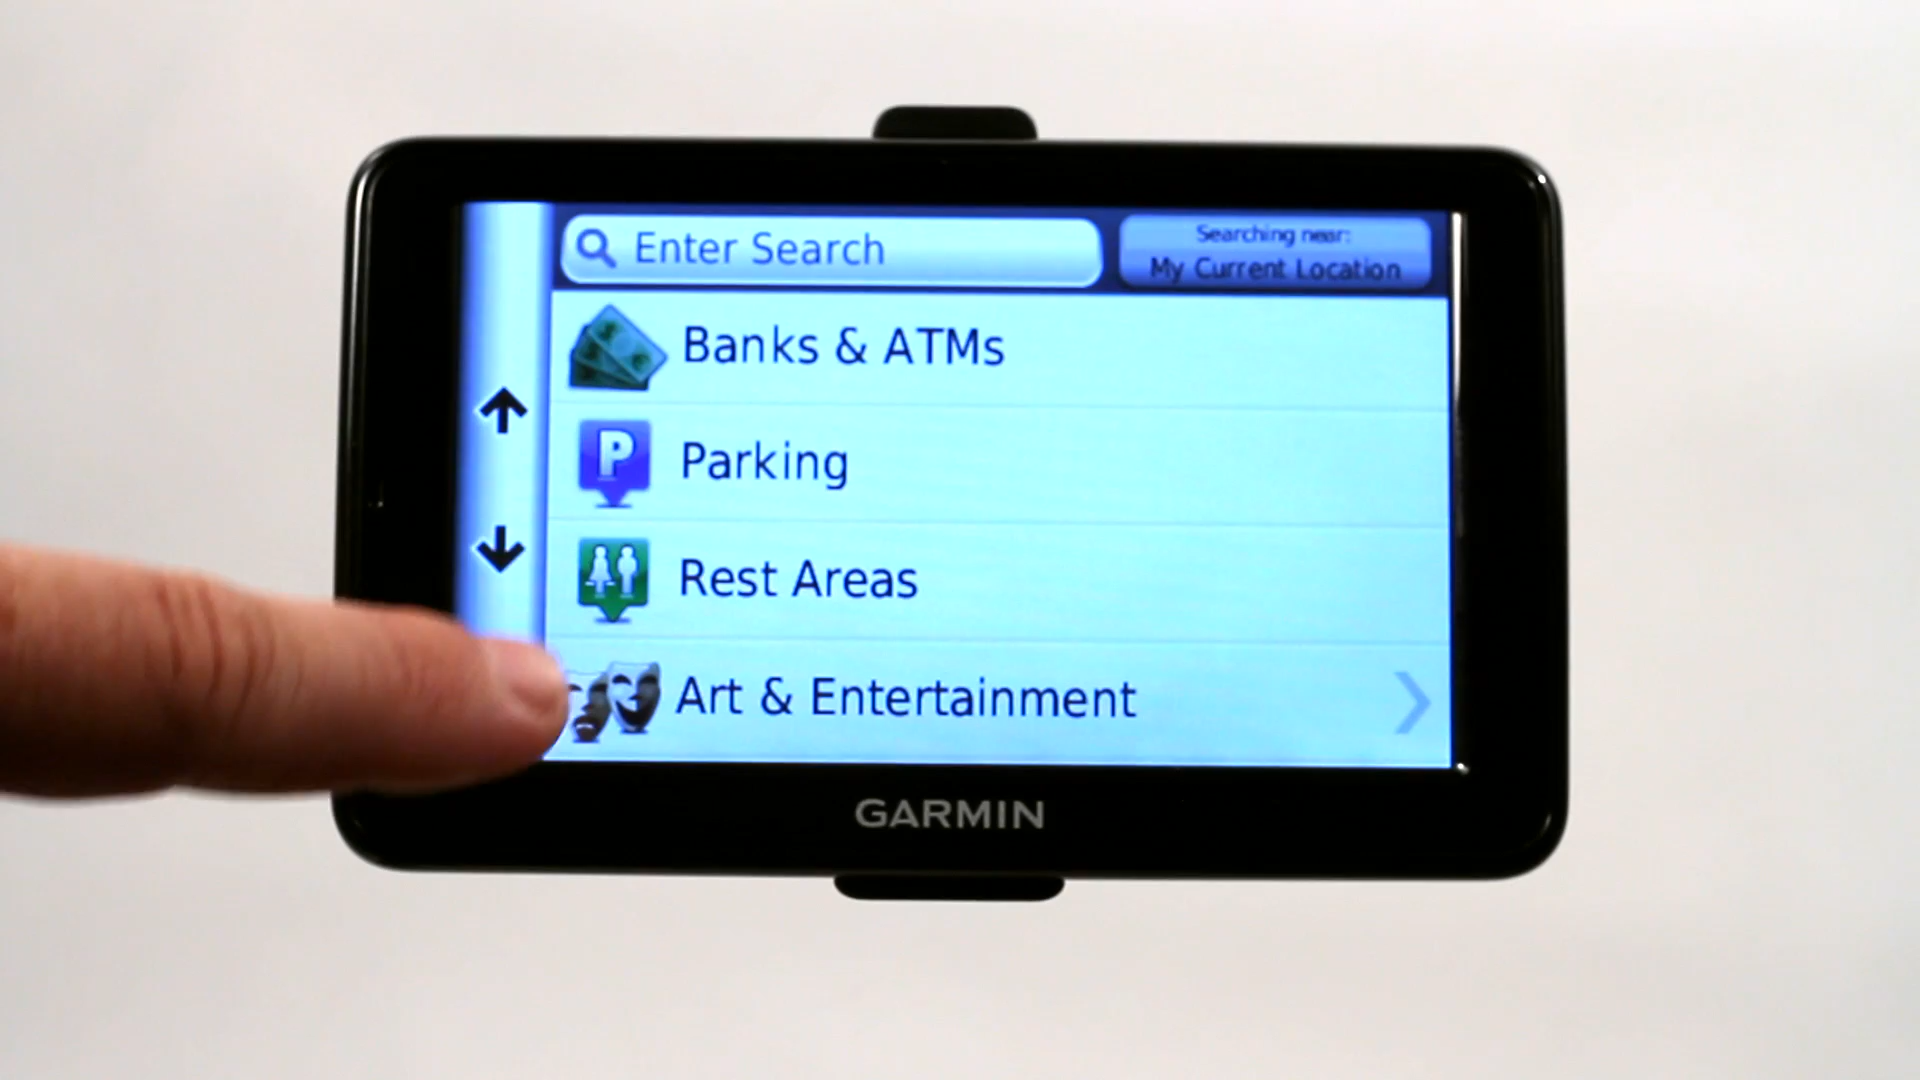 Enter Search
Searching near:
My Current Location
Banks & ATMs
P
Parking
Rest Areas
Art & Entertainment
GARMIN